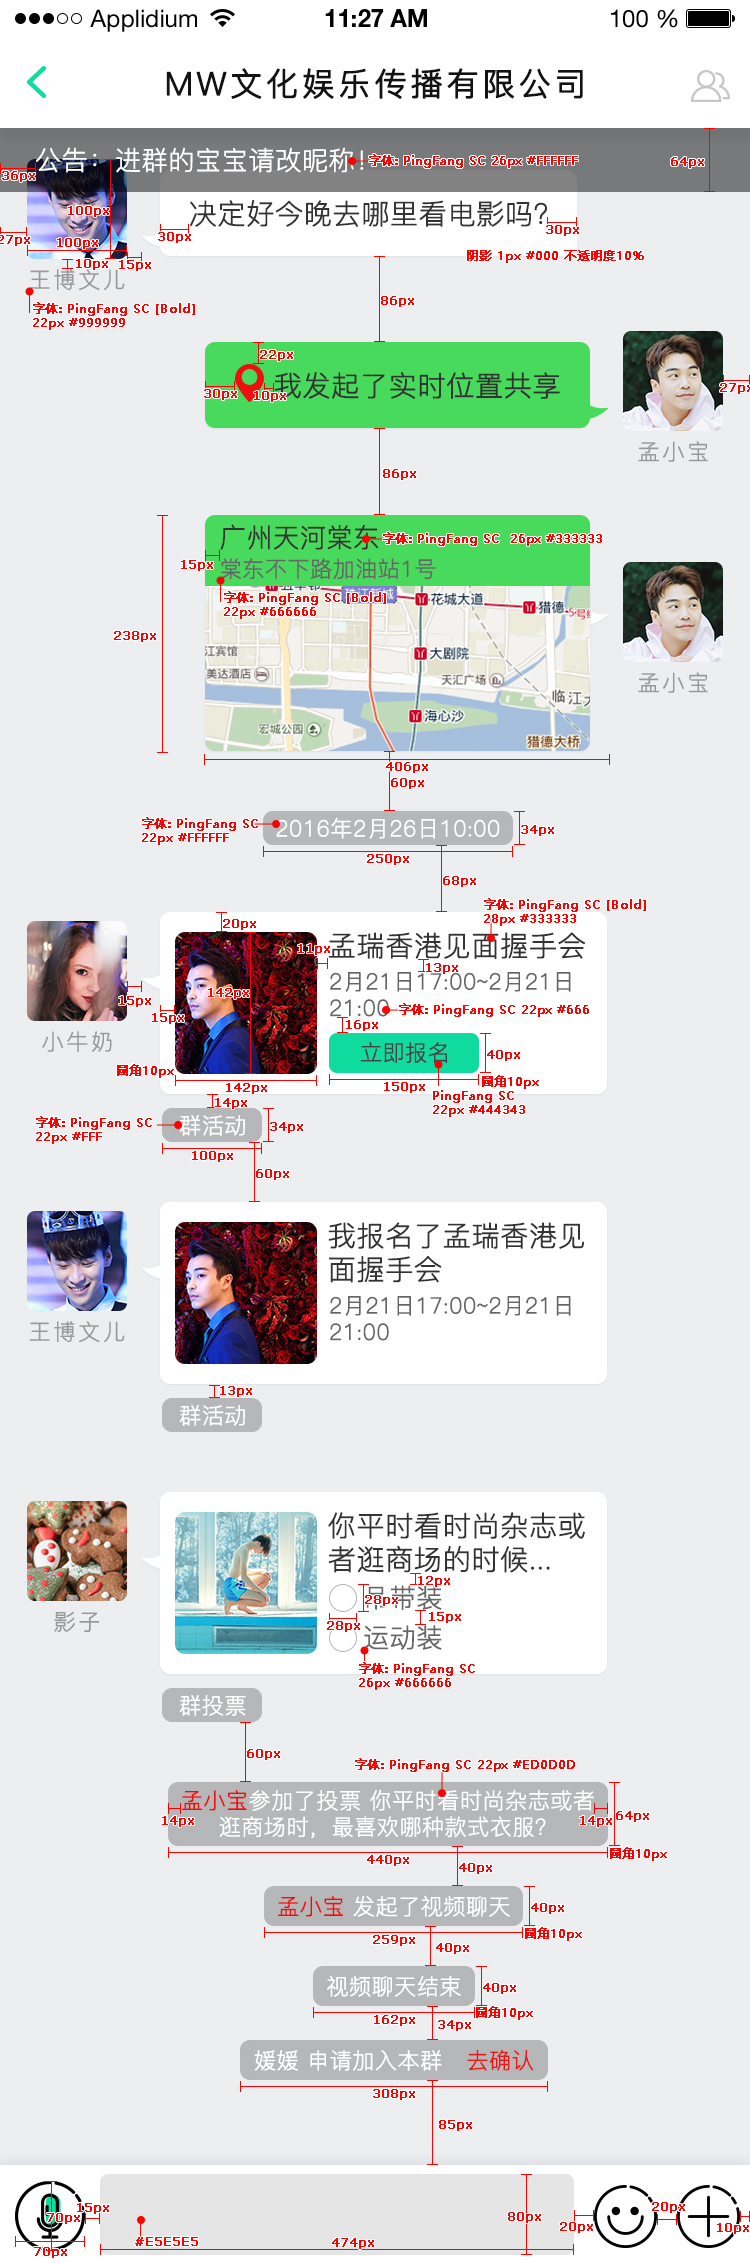 Applidium
11:27 AM
100 %
MW文化娱乐传播有限公司
公告：进群的宝宝请改昵称!
字体: PingFang SC 26px #FFFFFF
64px
36px
100px
100px
27px
10px
15px
决定好今晚去哪里看电影吗?
30px
30px
阴影 1px #000 不透明度10%
王博文儿
字体: PingFang SC [Bold]
22px #999999
86px
22px
我发起了实时位置共享
30px
10px
27px
孟小宝
86px
广州天河棠东
字体: PingFang SC 26px #333333
15px
棠东不下路加油站1号
字体: PingFang SC [Bold]
22px #666666
花城大道
猎德
5号线
238px
江宾馆
大剧院
美达酒店
天汇广场
孟小宝
临江大
海心沙
宏城公园
猎德大桥
406px
60px
字体: PingFang SC
22px #FFFFFF
2016年2月26日10:00
34px
250px
68px
字体: PingFang SC [Bold]
28px #333333
20px
孟瑞香港见面握手会
11px
13px
2月21日17:00~2月21日
21:00
字体: PingFang SC 22px #666
142px
15px
15px
16px
小牛奶
立即报名
40px
圆角10px
142px
150px
圆角10px
PingFang SC
22px #444343
14px
字体: PingFang SC
22px #FFF
群活动
34px
100px
60px
我报名了孟瑞香港见
面握手会
2月21日17:00~2月21日
21:00
王博文儿
13px
群活动
你平时看时尚杂志或
者逛商场的时候...
12px
吊带装
28px
28px
15px
运动装
影子
字体: PingFang SC
26px #666666
群投票
60px
字体: PingFang SC 22px #ED0D0D
孟小宝参加了投票 你平时看时尚杂志或者
逛商场时，最喜欢哪种款式衣服?
14px
14px
64px
440px
圆角10px
40px
孟小宝 发起了视频聊天
40px
259px
圆角10px
40px
视频聊天结束
40px
162px
圆角10px
34px
媛媛 申请加入本群 去确认
308px
85px
15px
70px
70px
#E5E5E5
474px
80px
20px
20px
10px